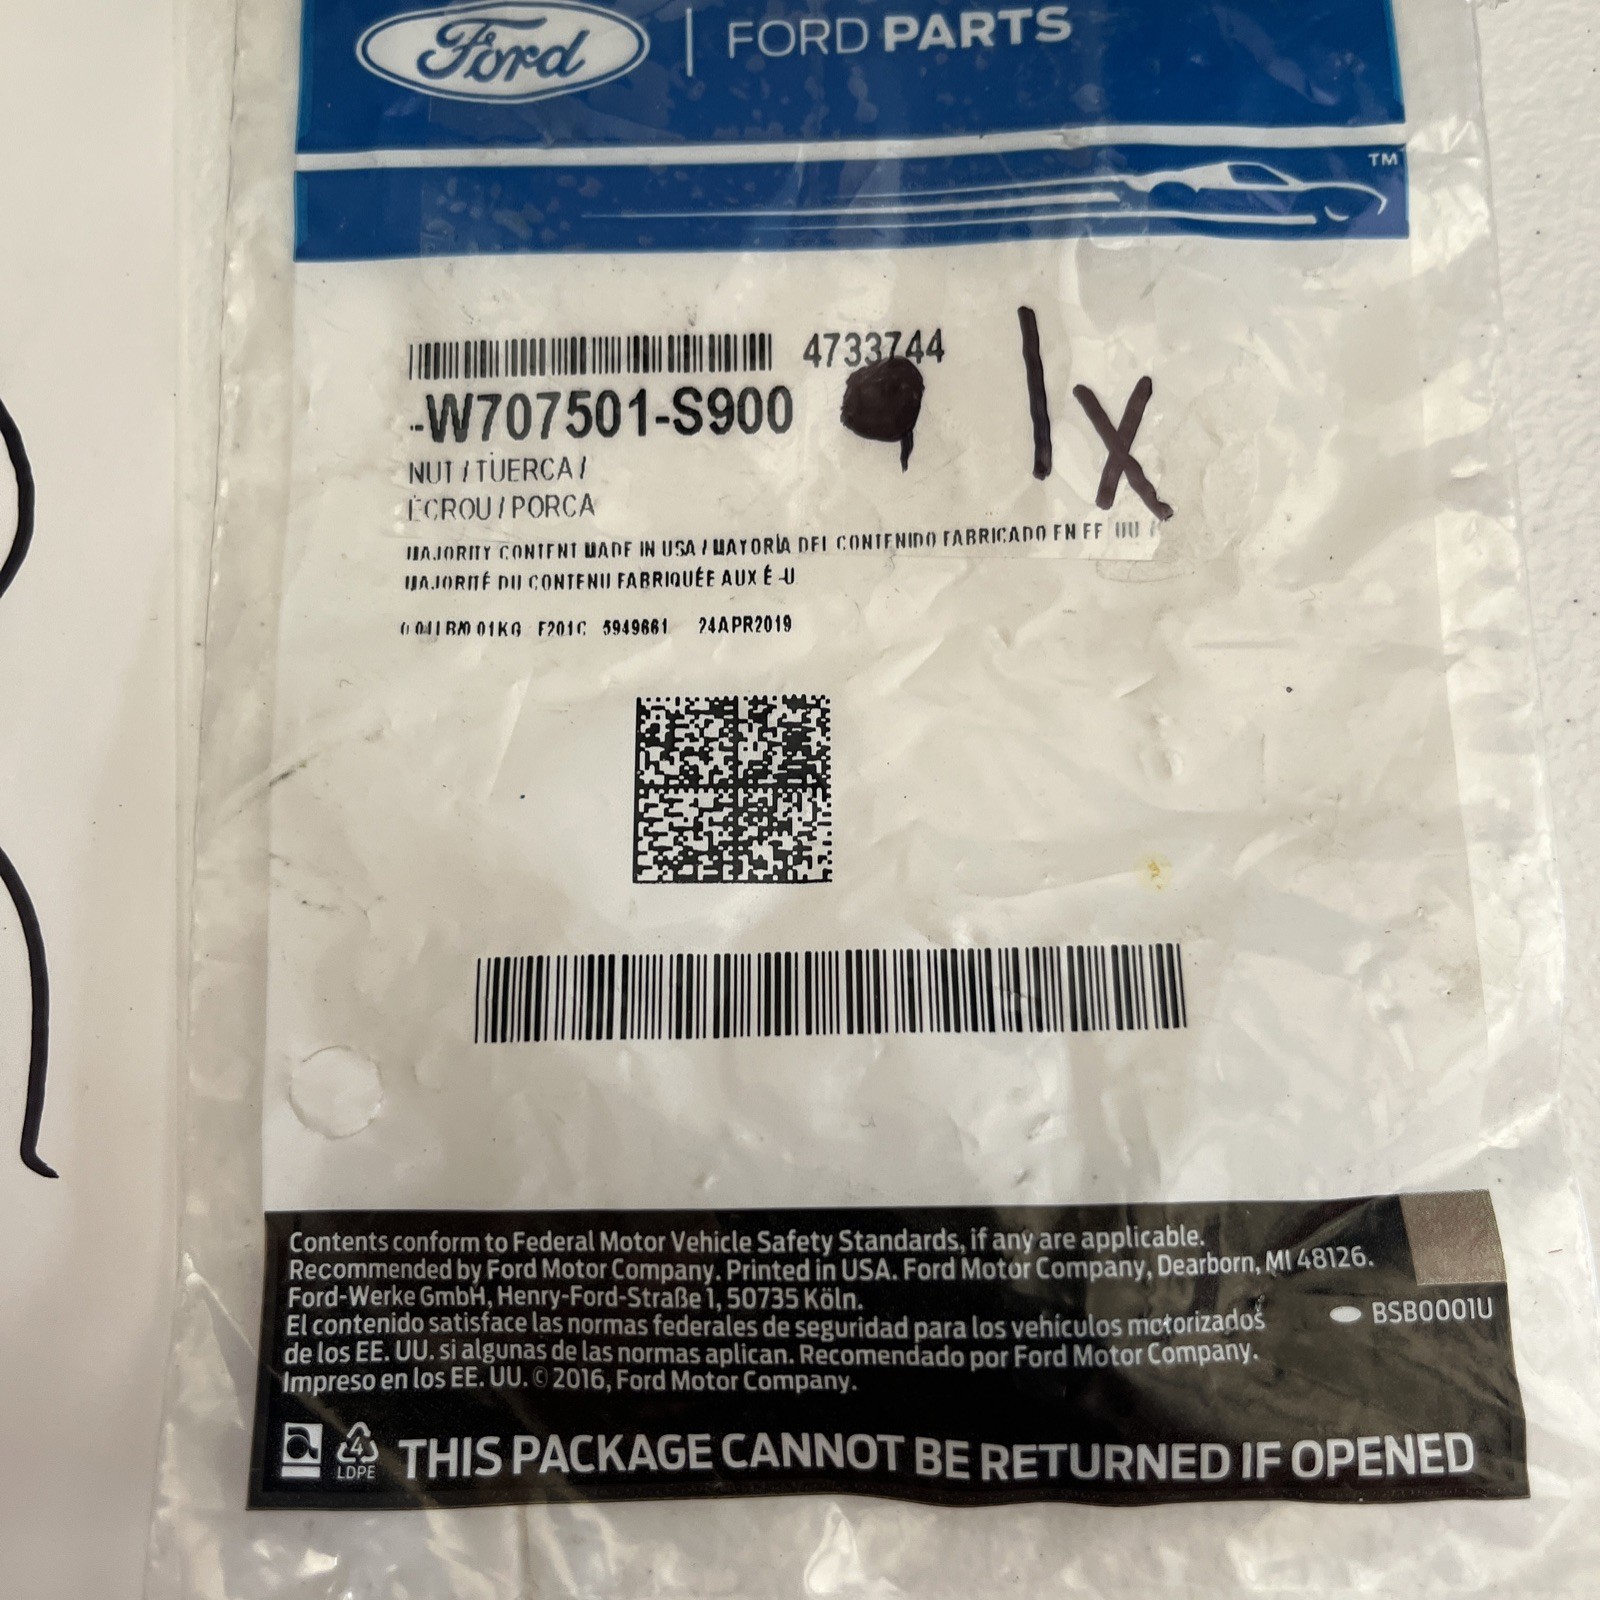 Ford | FORD PARTS
TM
4733744
-W707501-S900
1x
NUT / TUERCA /
ÉCROU / PORCA
MAJORITY CONTENT MADE IN USA / MAYORÍA DEL CONTENIDO FABRICADO EN EE UU
MAJORITÉ DU CONTENU FABRIQUÉE AUX É-U
0 04LB/0 01KG F201C 5949661 24APR2019
Contents conform to Federal Motor Vehicle Safety Standards, if any are applicable.
Recommended by Ford Motor Company. Printed in USA. Ford Motor Company, Dearborn, MI 48126.
Ford-Werke GmbH, Henry-Ford-Straße 1, 50735 Köln.
El contenido satisface las normas federales de seguridad para los vehículos motorizados
de los EE. UU. si algunas de las normas aplican. Recomendado por Ford Motor Company.
Impreso en los EE. UU. © 2016, Ford Motor Company.
BSB0001U
4
LDPE
THIS PACKAGE CANNOT BE RETURNED IF OPENED